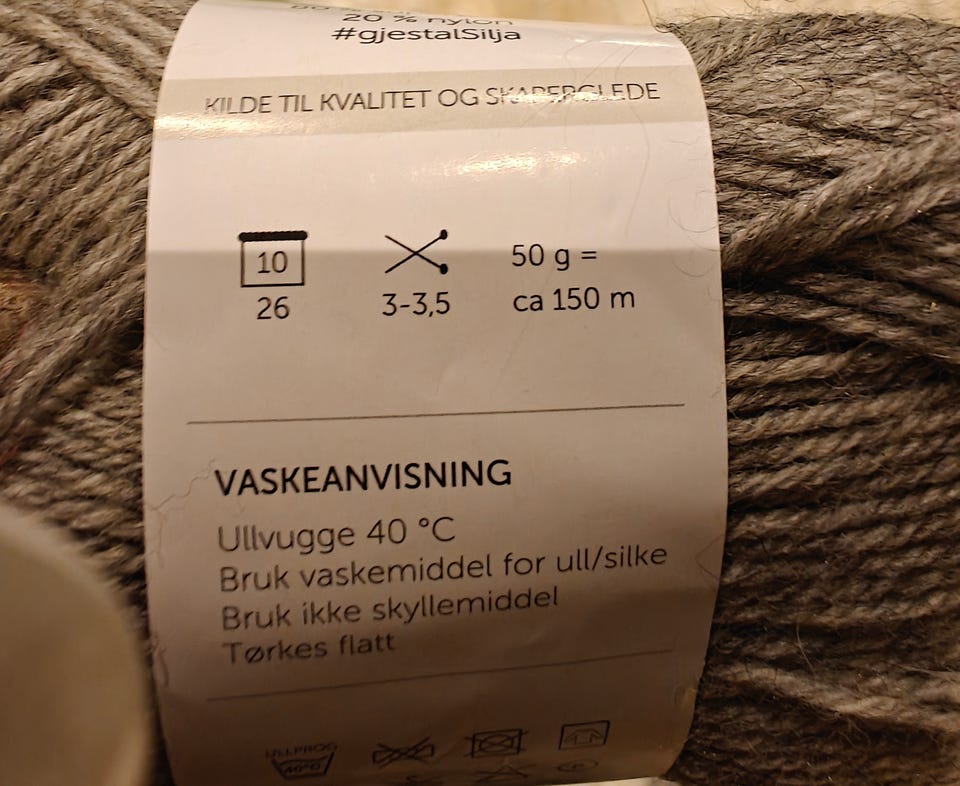 20 % nylon
#gjestalSilja
KILDE TIL KVALITET OG SKAPERGLEDE
10
26
3-3,5
50 g =
ca 150 m
VASKEANVISNING
Ullvugge 40 °C
Bruk vaskemiddel for ull/silke
Bruk ikke skyllemiddel
Tørkes flatt
ULLPROG
40°C